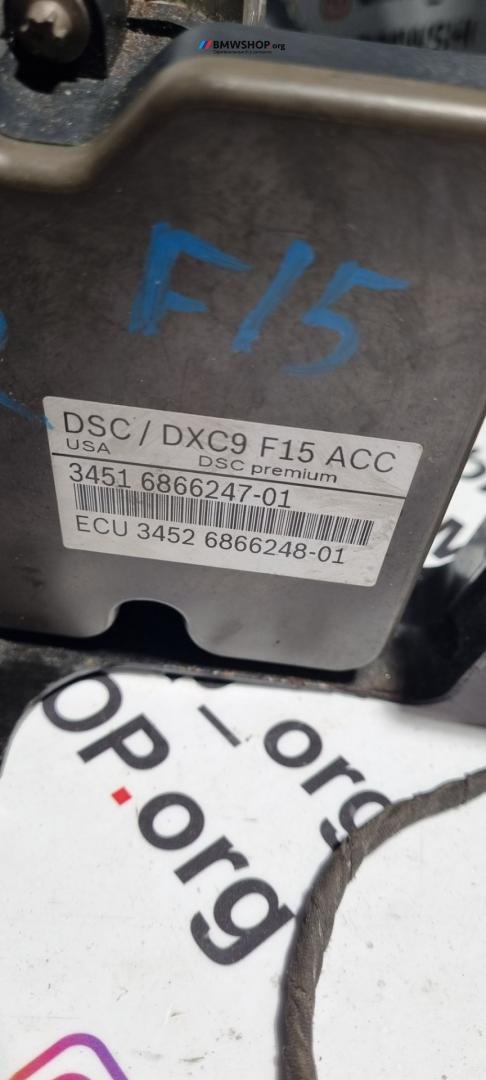 BMWSHOP.org
F15
DSC / DXC9 F15 ACC
USA DSC premium
3451 6866247-01
ECU 3452 6866248-01
OP.org
_org